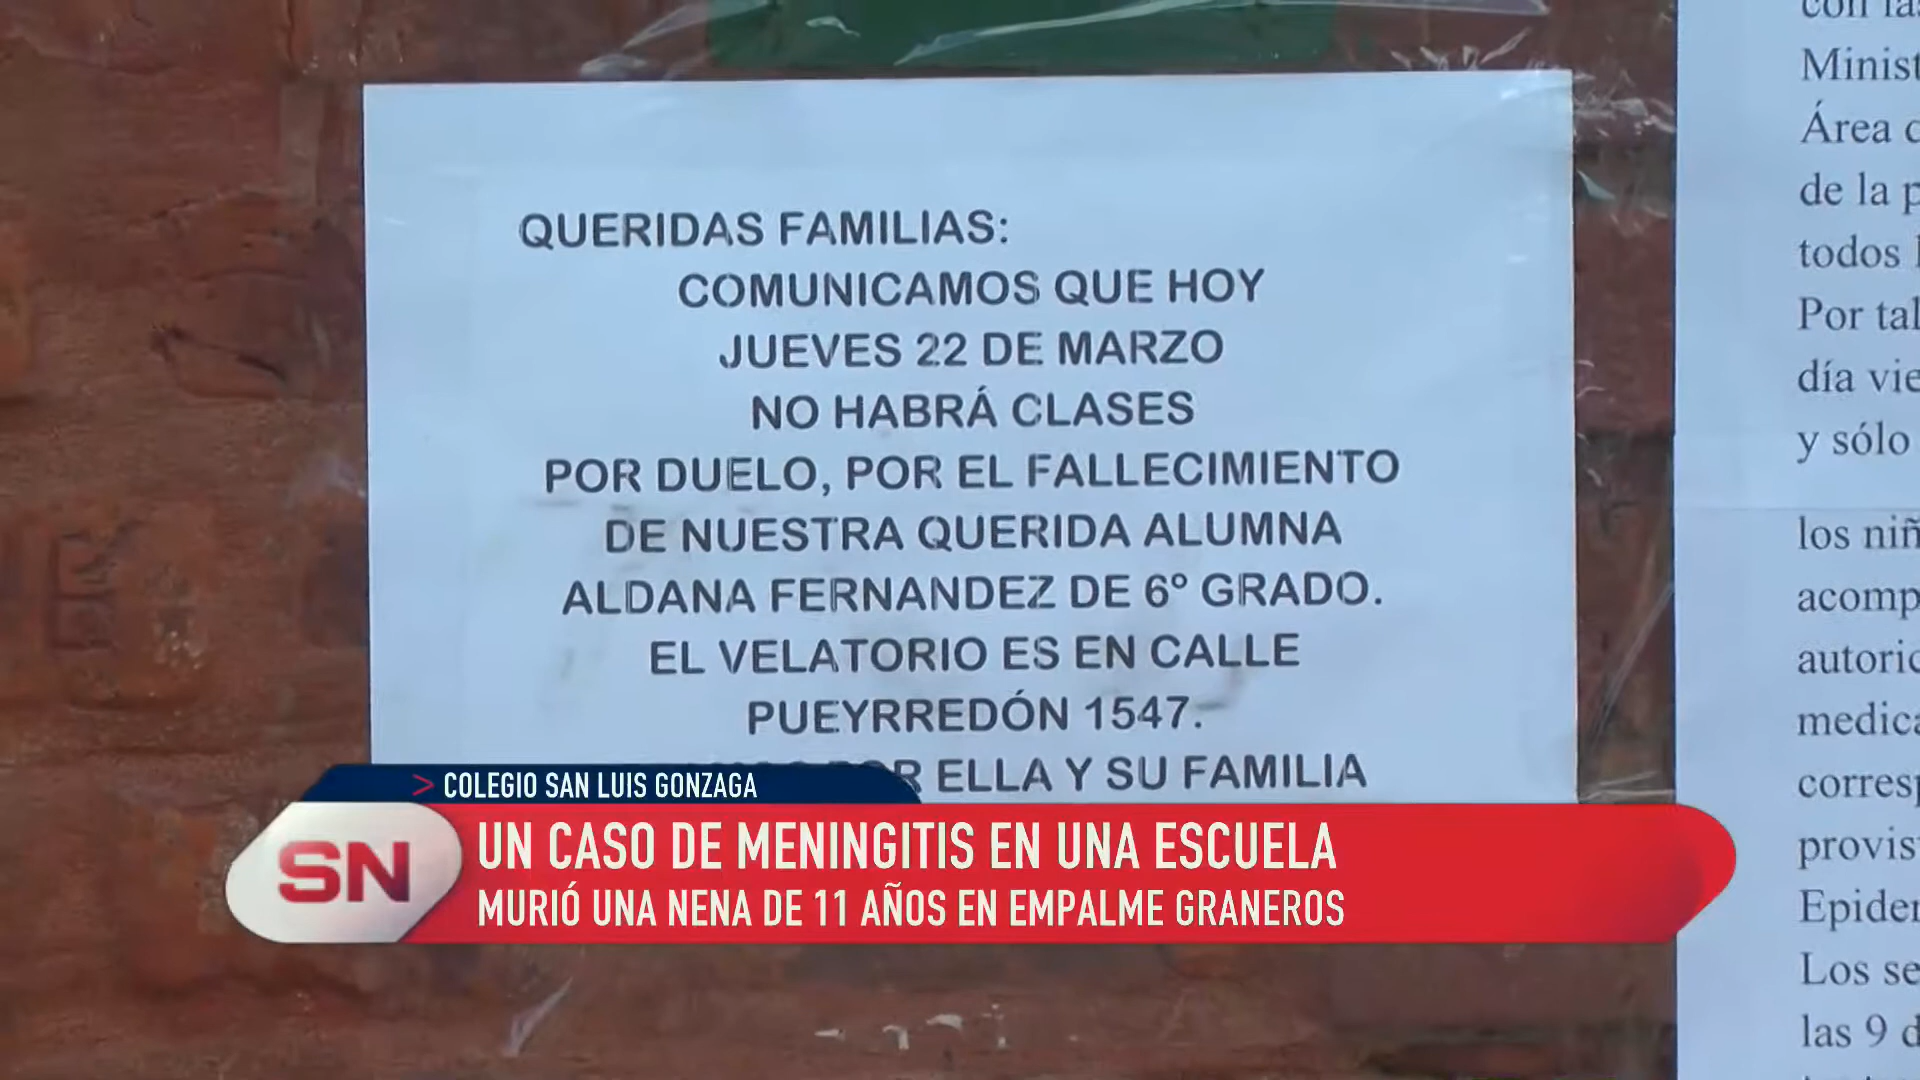 QUERIDAS FAMILIAS:
COMUNICAMOS QUE HOY
JUEVES 22 DE MARZO
NO HABRÁ CLASES
POR DUELO, POR EL FALLECIMIENTO
DE NUESTRA QUERIDA ALUMNA
ALDANA FERNANDEZ DE 6º GRADO.
EL VELATORIO ES EN CALLE
PUEYRREDÓN 1547.
ELLA Y SU FAMILIA
> COLEGIO SAN LUIS GONZAGA
SN
UN CASO DE MENINGITIS EN UNA ESCUELA
MURIÓ UNA NENA DE 11 AÑOS EN EMPALME GRANEROS
con
Minist
Área
de la p
todos
Por tal
día vie
y sólo
los niñ
acomp
autori
medic
corres
provis
Epide
Los se
las 9 d